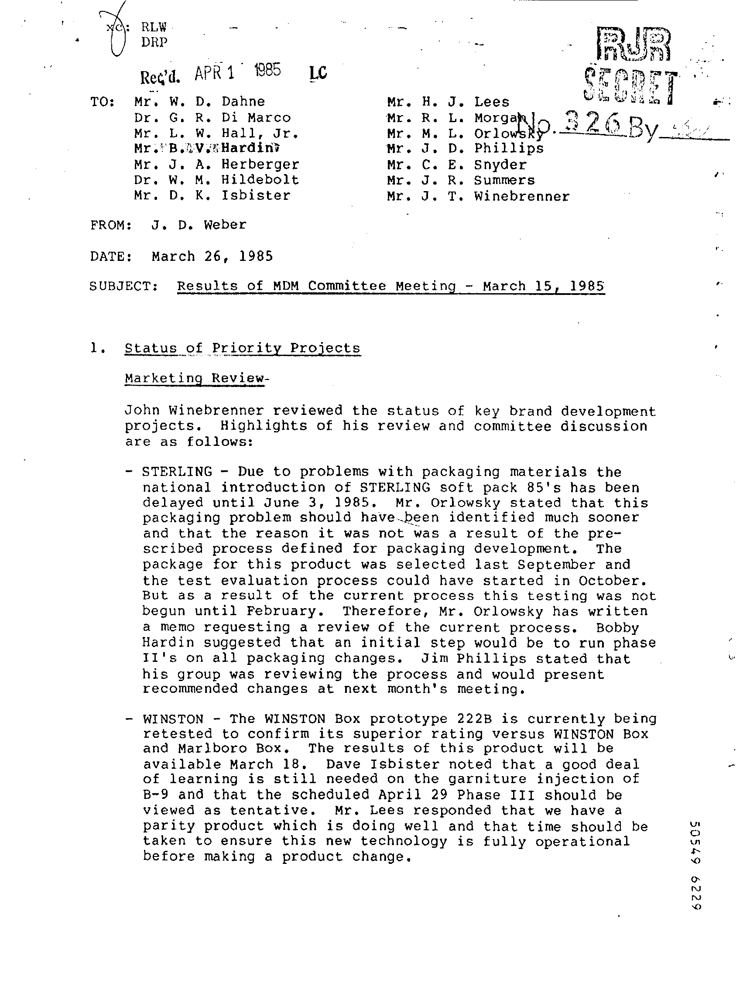 xc: RLW
DRP
Rec'd. APR 1 1985 LC
RJR
SECRET
No. 326 By
TO: Mr. W. D. Dahne Mr. H. J. Lees
Dr. G. R. Di Marco Mr. R. L. Morgan
Mr. L. W. Hall, Jr. Mr. M. L. Orlowsky
Mr. B. V. Hardin Mr. J. D. Phillips
Mr. J. A. Herberger Mr. C. E. Snyder
Dr. W. M. Hildebolt Mr. J. R. Summers
Mr. D. K. Isbister Mr. J. T. Winebrenner
FROM: J. D. Weber
DATE: March 26, 1985
SUBJECT: Results of MDM Committee Meeting - March 15, 1985
1. Status of Priority Projects
Marketing Review-
John Winebrenner reviewed the status of key brand development
projects. Highlights of his review and committee discussion
are as follows:
- STERLING - Due to problems with packaging materials the
national introduction of STERLING soft pack 85's has been
delayed until June 3, 1985. Mr. Orlowsky stated that this
packaging problem should have been identified much sooner
and that the reason it was not was a result of the pre-
scribed process defined for packaging development. The
package for this product was selected last September and
the test evaluation process could have started in October.
But as a result of the current process this testing was not
begun until February. Therefore, Mr. Orlowsky has written
a memo requesting a review of the current process. Bobby
Hardin suggested that an initial step would be to run phase
II's on all packaging changes. Jim Phillips stated that
his group was reviewing the process and would present
recommended changes at next month's meeting.
- WINSTON - The WINSTON Box prototype 222B is currently being
retested to confirm its superior rating versus WINSTON Box
and Marlboro Box. The results of this product will be
available March 18. Dave Isbister noted that a good deal
of learning is still needed on the garniture injection of
B-9 and that the scheduled April 29 Phase III should be
viewed as tentative. Mr. Lees responded that we have a
parity product which is doing well and that time should be
taken to ensure this new technology is fully operational
before making a product change.
50549 6229